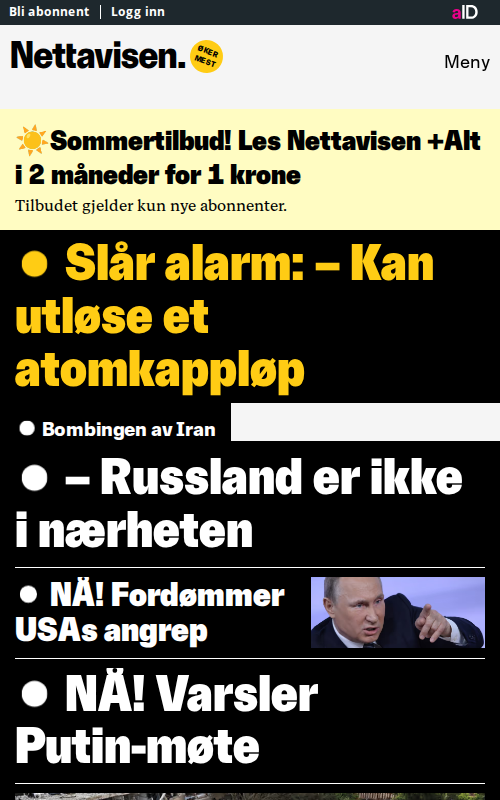 Bli abonnent | Logg inn
aID
Nettavisen.
ØKER
MEST
Meny
☀️Sommertilbud! Les Nettavisen +Alt
i 2 måneder for 1 krone
Tilbudet gjelder kun nye abonnenter.
Slår alarm: – Kan
utløse et
atomkappløp
Bombingen av Iran
– Russland er ikke
i nærheten
NÅ! Fordømmer
USAs angrep
NÅ! Varsler
Putin-møte